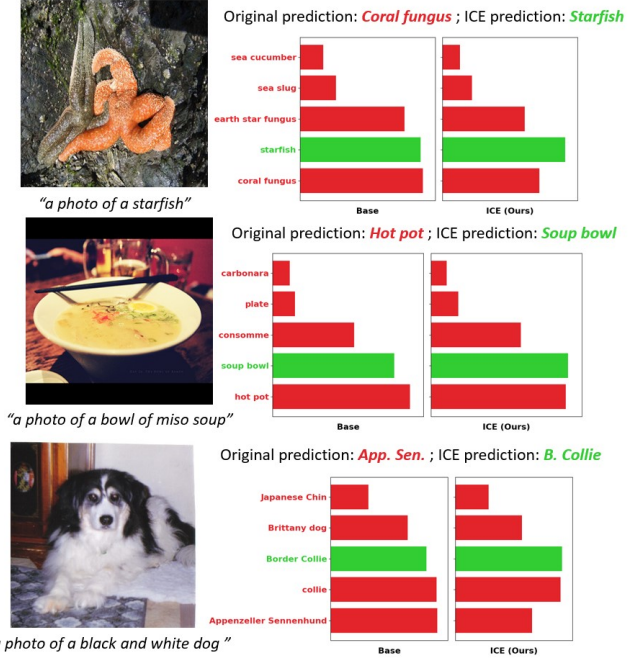 Original prediction: Coral fungus ; ICE prediction: Starfish
sea cucumber
sea slug
earth star fungus
starfish
coral fungus
Base
ICE (Ours)
"a photo of a starfish"
Original prediction: Hot pot ; ICE prediction: Soup bowl
carbonara
plate
consomme
soup bowl
hot pot
Base
ICE (Ours)
"a photo of a bowl of miso soup"
Original prediction: App. Sen. ; ICE prediction: B. Collie
Japanese Chin
Brittany dog
Border Collie
collie
Appenzeller Sennenhund
Base
ICE (Ours)
photo of a black and white dog "